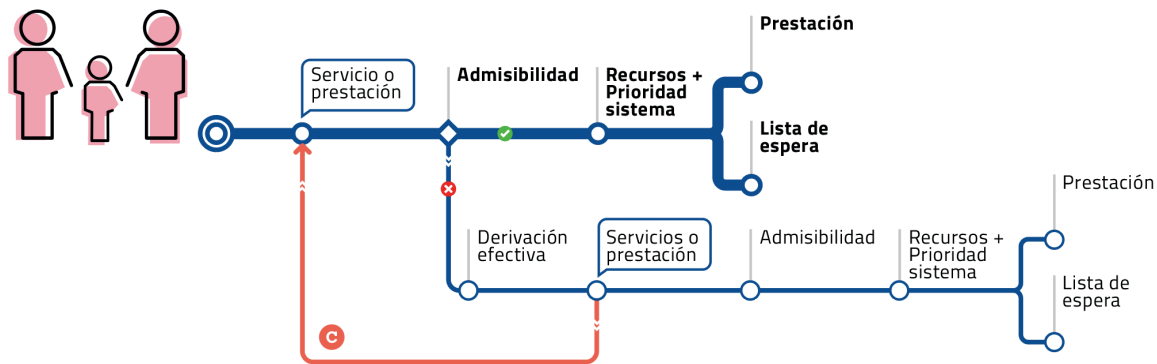 Servicio o
prestación
Admisibilidad
Recursos +
Prioridad
sistema
Prestación
Lista de
espera
Derivación
efectiva
Servicios o
prestación
Admisibilidad
Recursos +
Prioridad
sistema
Prestación
Lista de
espera